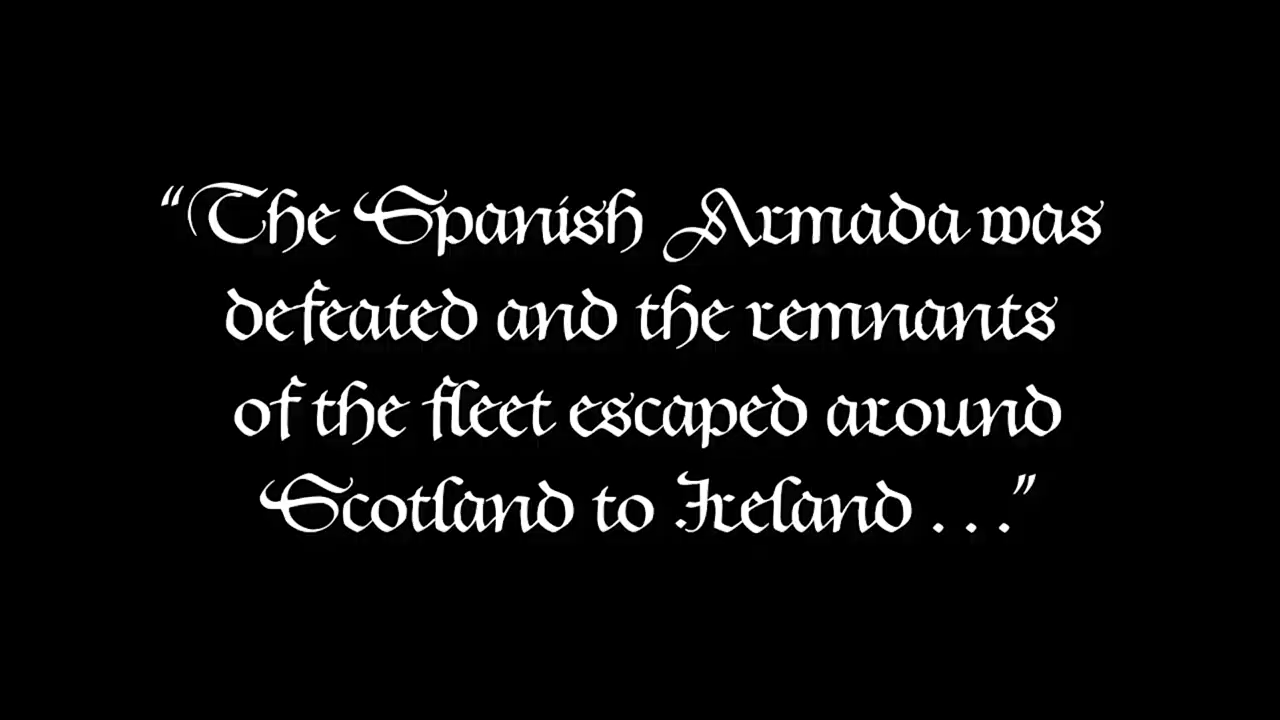 “The Spanish Armada was
defeated and the remnants
of the fleet escaped around
Scotland to Ireland . . .”